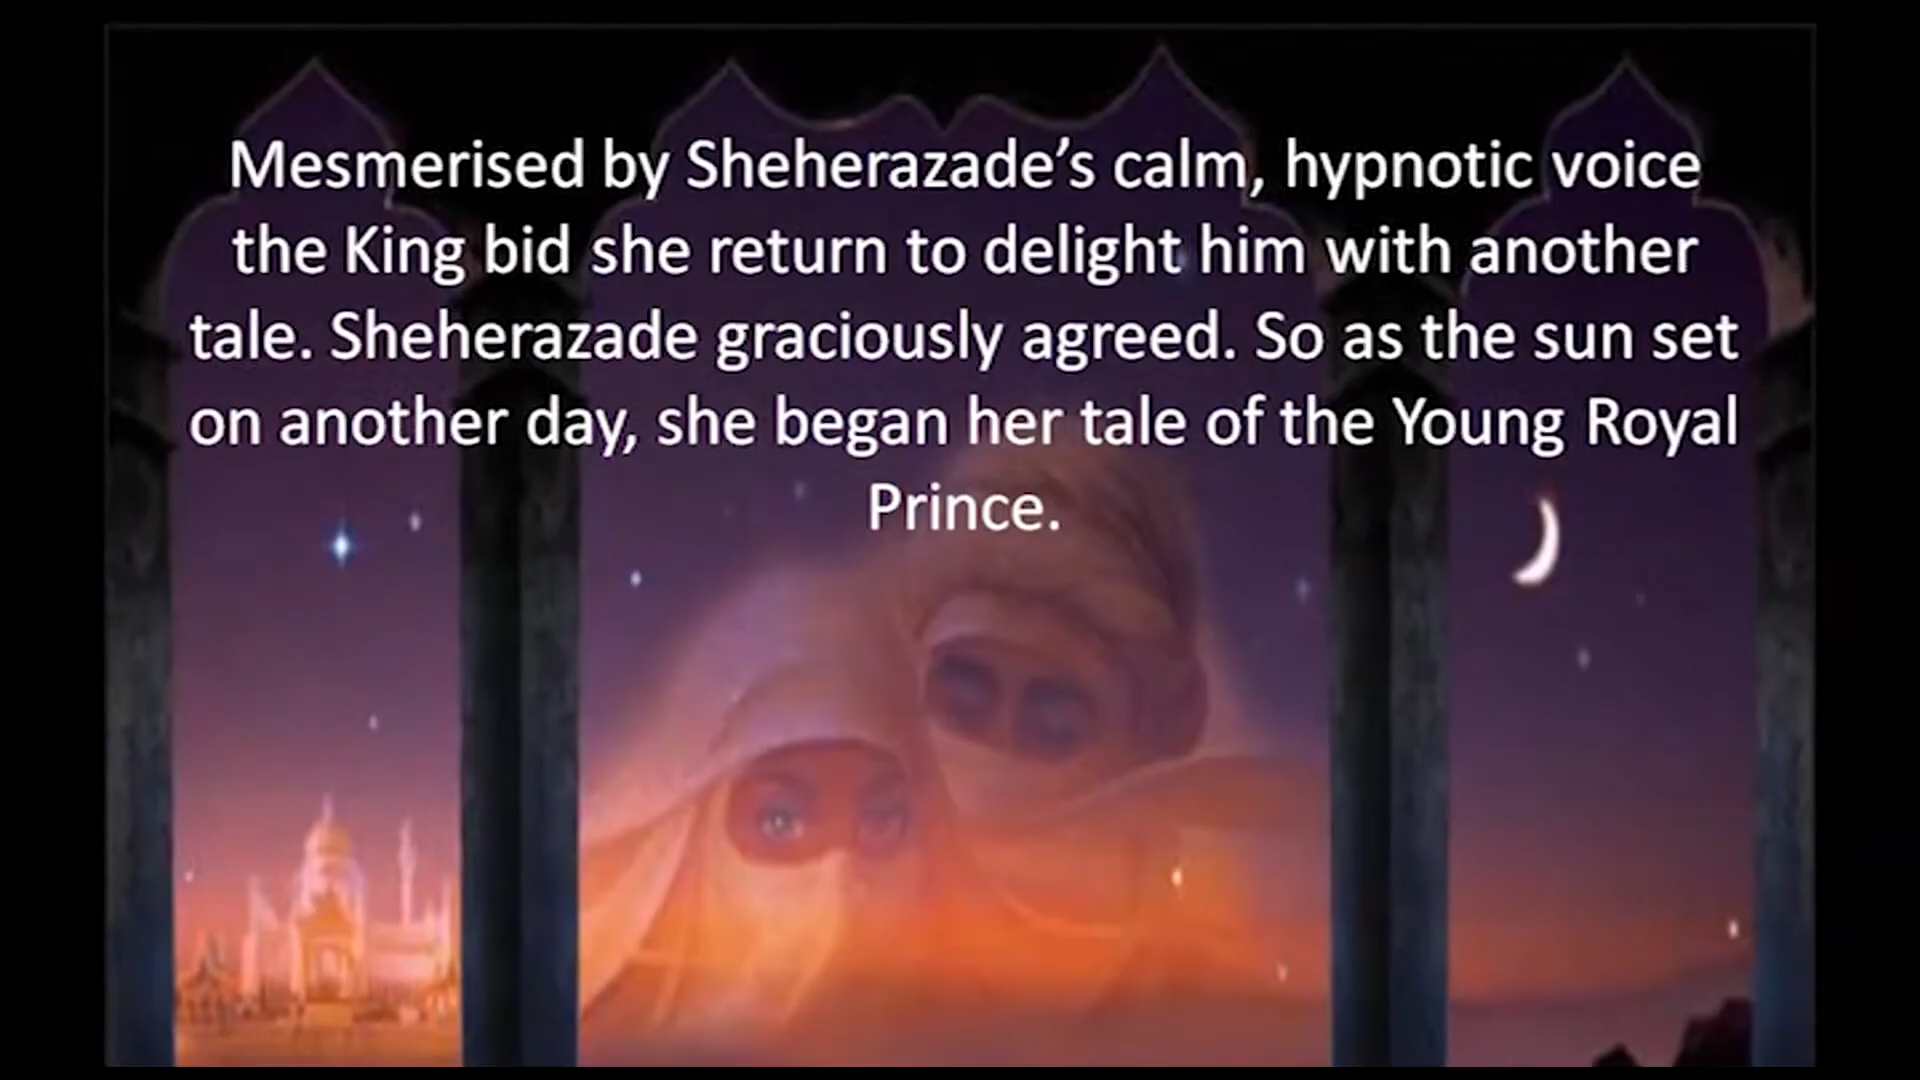 Mesmerised by Sheherazade’s calm, hypnotic voice
the King bid she return to delight him with another
tale. Sheherazade graciously agreed. So as the sun set
on another day, she began her tale of the Young Royal
Prince.